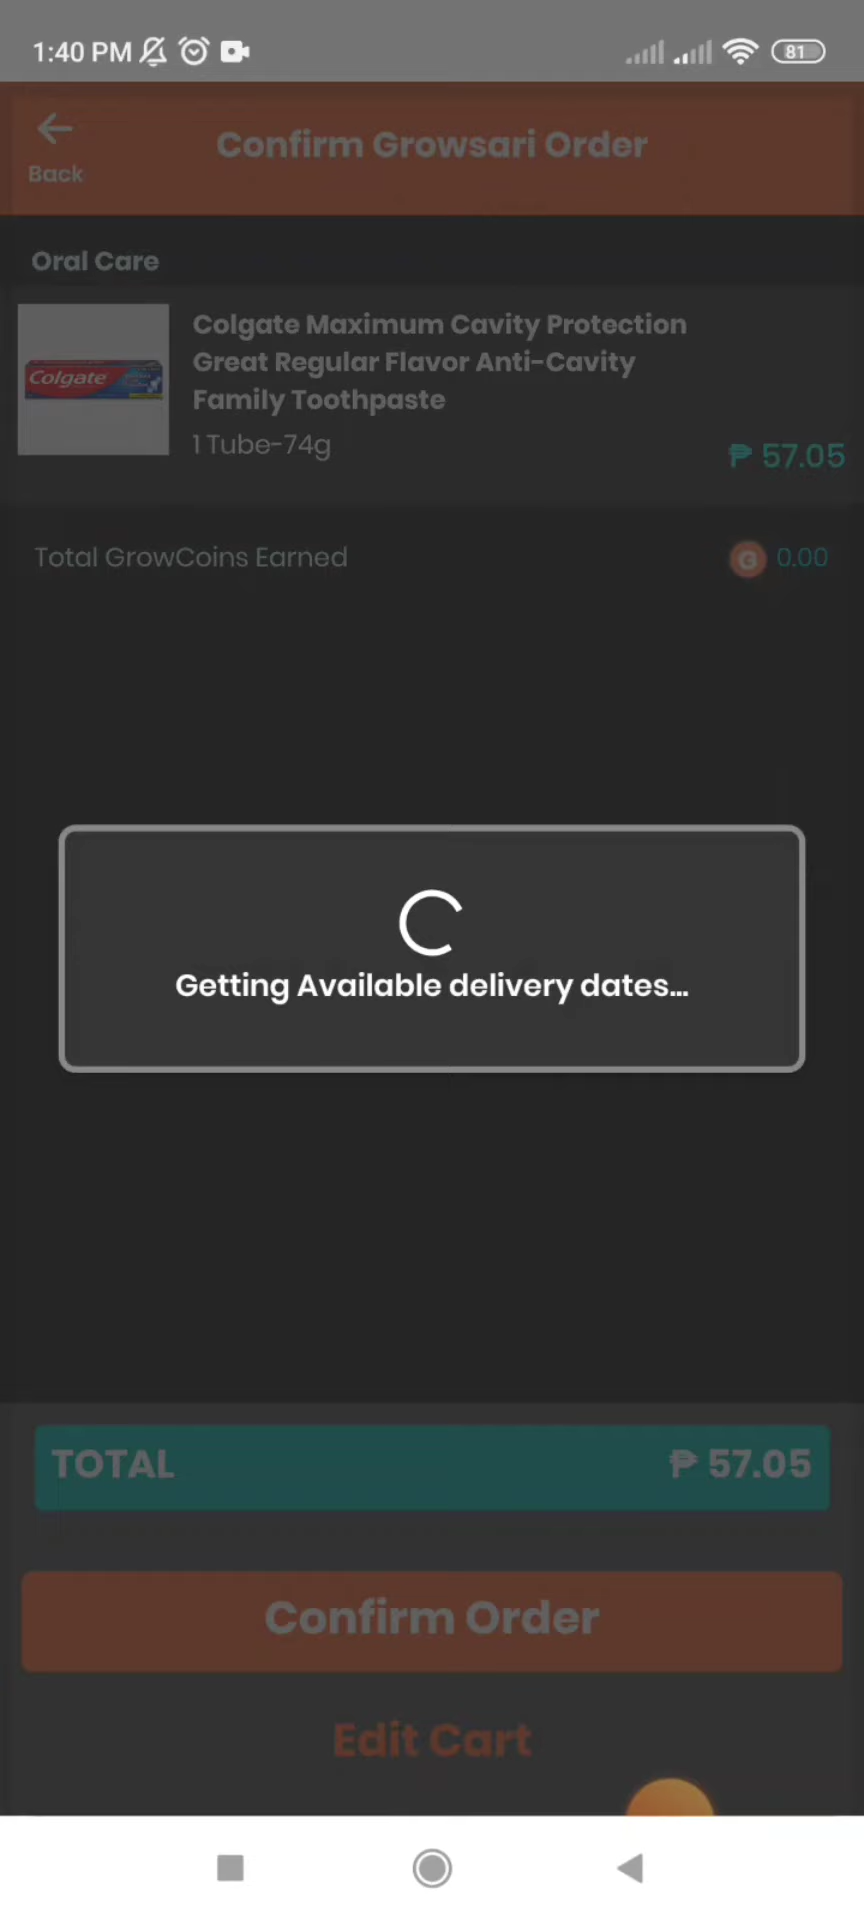 1:40 PM
81
Back
Confirm Growsari Order
Oral Care
Colgate
Colgate Maximum Cavity Protection
Great Regular Flavor Anti-Cavity
Family Toothpaste
1 Tube-74g
₱ 57.05
Total GrowCoins Earned
G 0.00
Getting Available delivery dates...
TOTAL
₱ 57.05
Confirm Order
Edit Cart